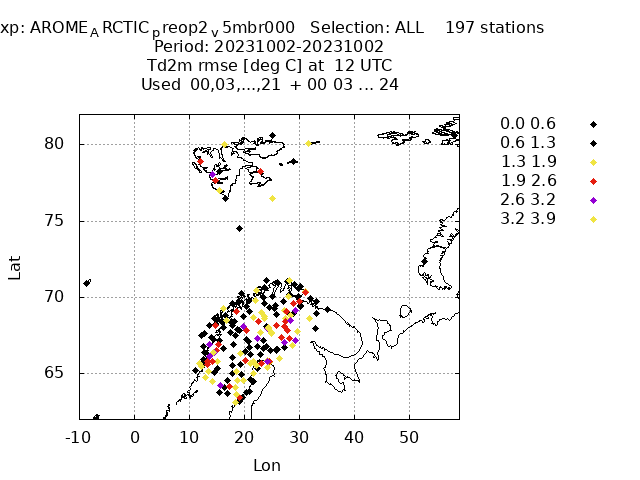 xp: AROME_ARCTIC_preop2_v5mbr000 Selection: ALL 197 stations
Period: 20231002-20231002
Td2m rmse [deg C] at 12 UTC
Used 00,03,...,21 + 00 03 ... 24
0.0 0.6
0.6 1.3
1.3 1.9
1.9 2.6
2.6 3.2
3.2 3.9
80
75
70
65
Lat
-10 0 10 20 30 40 50
Lon